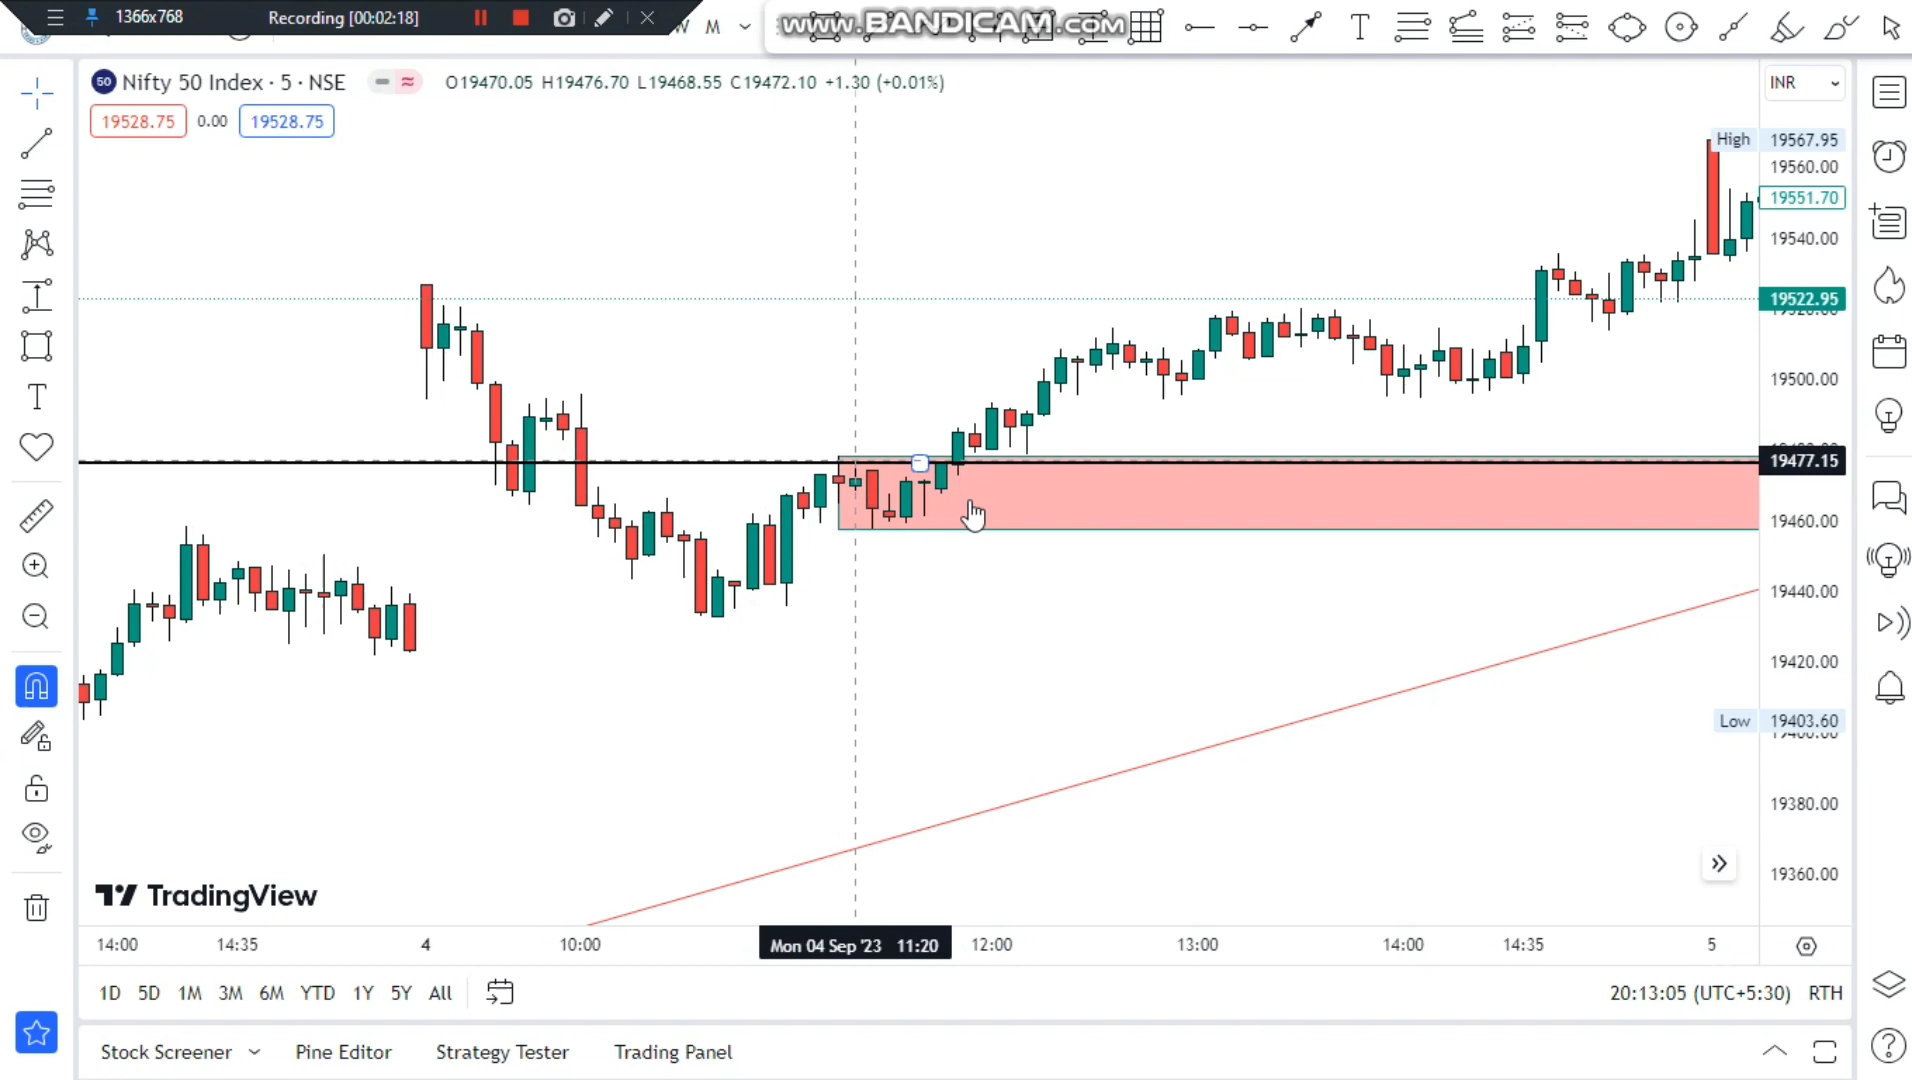 1366x768
Recording [00:02:18]
M
www.BANDICAM.com
50 Nifty 50 Index · 5 · NSE
O19470.05 H19476.70 L19468.55 C19472.10 +1.30 (+0.01%)
INR
19528.75 0.00 19528.75
High 19567.95
19560.00
19551.70
19540.00
19522.95
19500.00
19477.15
19460.00
19440.00
19420.00
Low 19403.60
19380.00
19360.00
TradingView
14:00 14:35 4 10:00 Mon 04 Sep '23 11:20 12:00 13:00 14:00 14:35 5
1D 5D 1M 3M 6M YTD 1Y 5Y All
20:13:05 (UTC+5:30) RTH
Stock Screener Pine Editor Strategy Tester Trading Panel